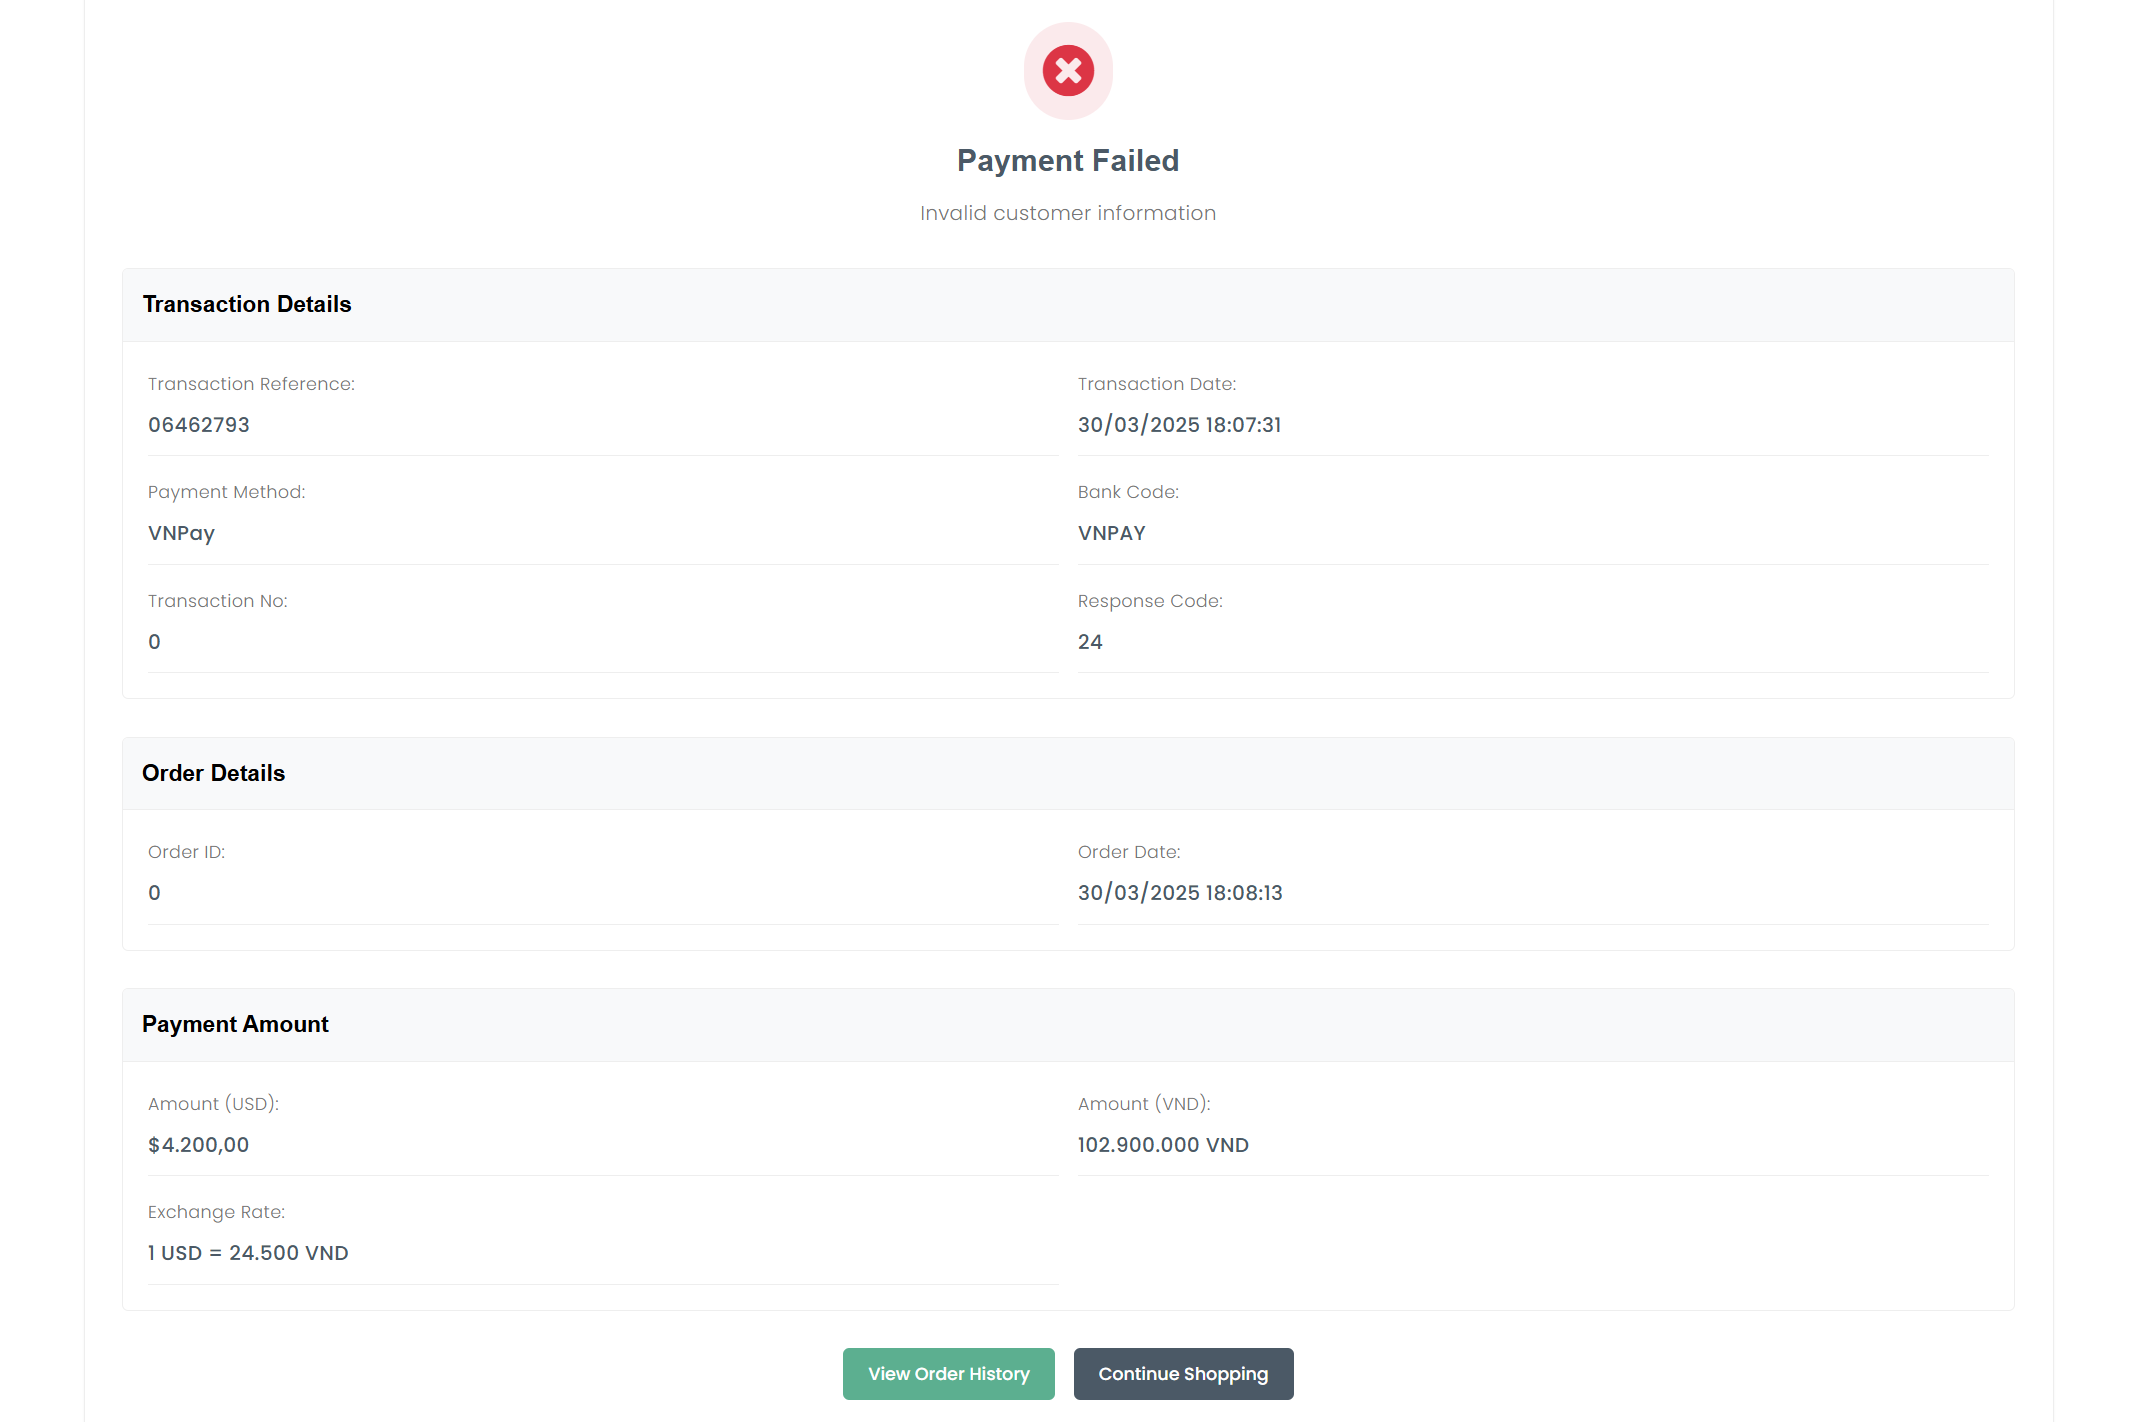 Payment Failed
Invalid customer information
Transaction Details
Transaction Reference:
06462793
Transaction Date:
30/03/2025 18:07:31
Payment Method:
VNPay
Bank Code:
VNPAY
Transaction No:
0
Response Code:
24
Order Details
Order ID:
0
Order Date:
30/03/2025 18:08:13
Payment Amount
Amount (USD):
$4.200,00
Amount (VND):
102.900.000 VND
Exchange Rate:
1 USD = 24.500 VND
View Order History
Continue Shopping